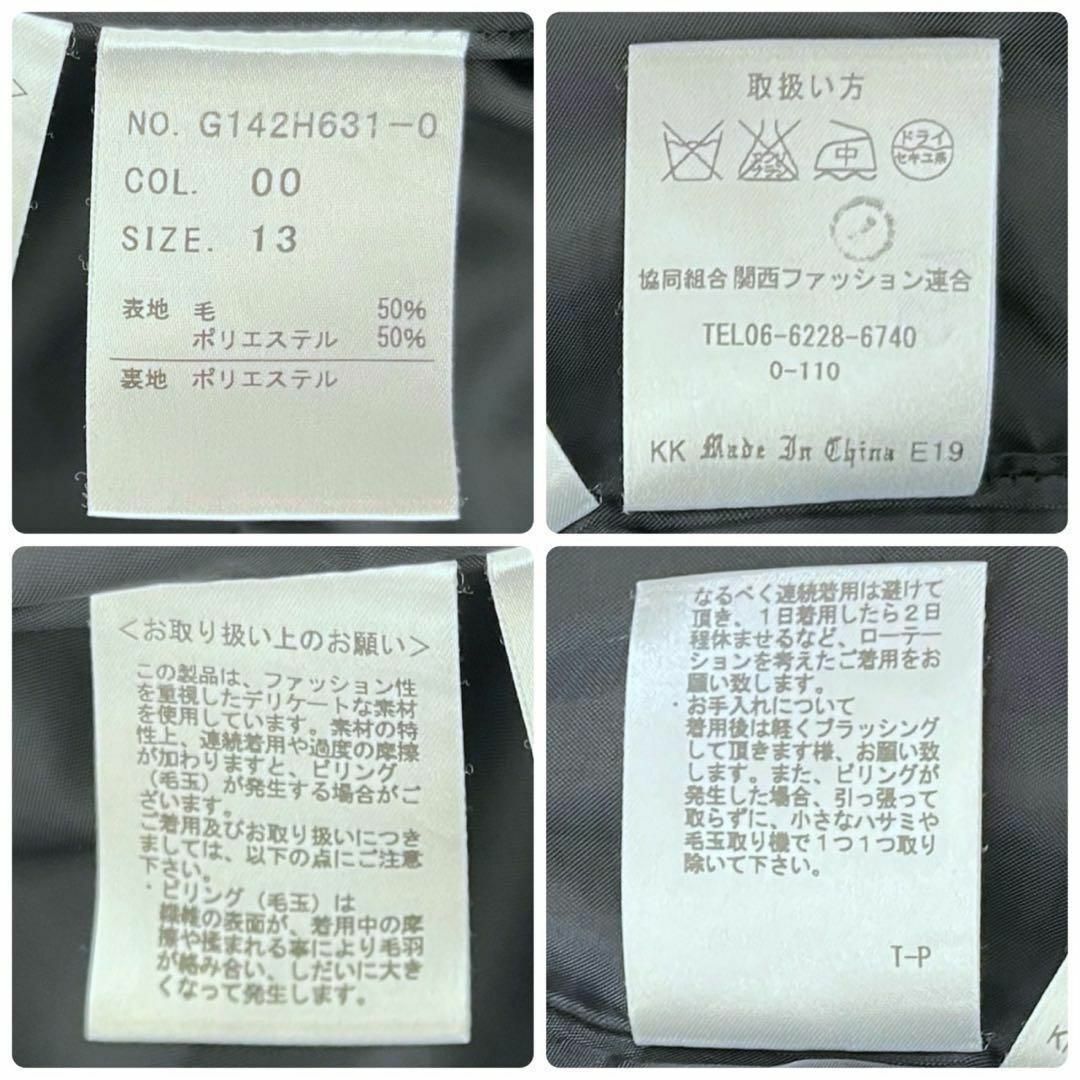 NO. G142H631-0
COL. 00
SIZE. 13
表地 毛 50%
ポリエステル 50%
裏地 ポリエステル
取扱い方
エンソ
サラシ
中
ドライ
セキユ系
協同組合 関西ファッション連合
TEL06-6228-6740
0-110
KK Made In China E19
<お取り扱い上のお願い>
この製品は、ファッション性
を重視したデリケートな素材
を使用しています。素材の特
性上、連続着用や過度の摩擦
が加わりますと、ピリング
(毛玉)が発生する場合がご
ざいます。
ご着用及びお取り扱いにつき
ましては、以下の点にご注意
下さい。
・ピリング(毛玉)は
繊維の表面が、着用中の摩
擦や揉まれる事により毛羽
が絡み合い、しだいに大き
くなって発生します。
なるべく連続着用は避けて
頂き、1日着用したら2日
程休ませるなど、ローテー
ションを考えたご着用をお
願い致します。
・お手入れについて
着用後は軽くブラッシング
して頂きます様、お願い致
します。また、ピリングが
発生した場合、引っ張って
取らずに、小さなハサミや
毛玉取り機で1つ1つ取り
除いて下さい。
T-P
K/